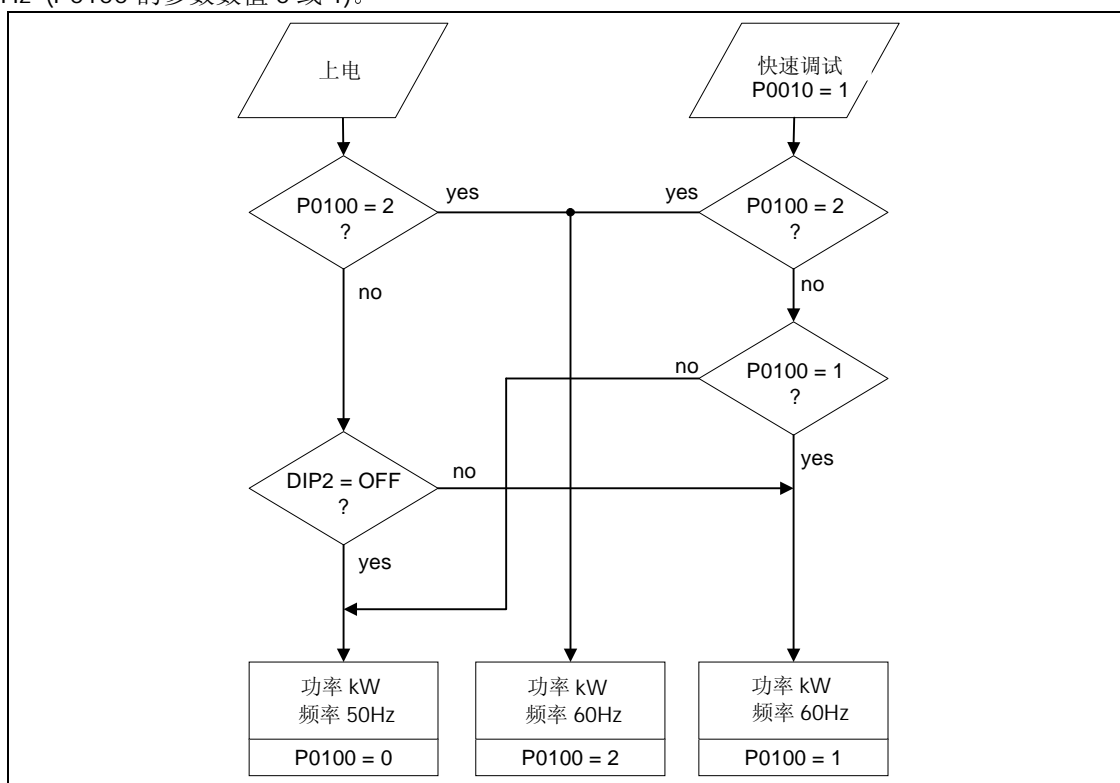 Hz (P0100 的参数数值 0 或 1)。
上电
快速调试
P0010 = 1
P0100 = 2
?
yes
yes
P0100 = 2
?
no
no
no
P0100 = 1
?
yes
DIP2 = OFF
?
no
yes
功率 kW
频率 50Hz
P0100 = 0
功率 kW
频率 60Hz
P0100 = 2
功率 kW
频率 60Hz
P0100 = 1